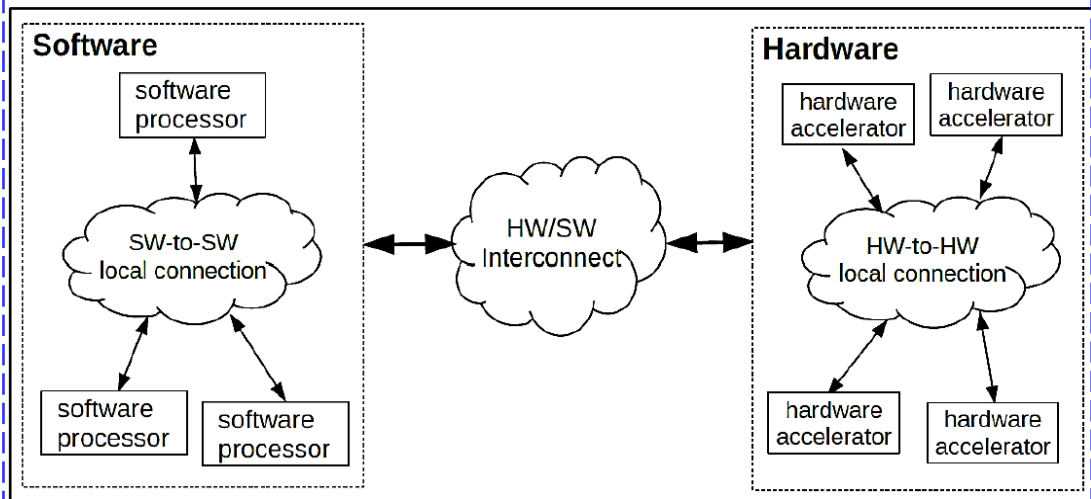 Software
software
processor
SW-to-SW
local connection
software
processor
software
processor
HW/SW
Interconnect
Hardware
hardware
accelerator
hardware
accelerator
HW-to-HW
local connection
hardware
accelerator
hardware
accelerator